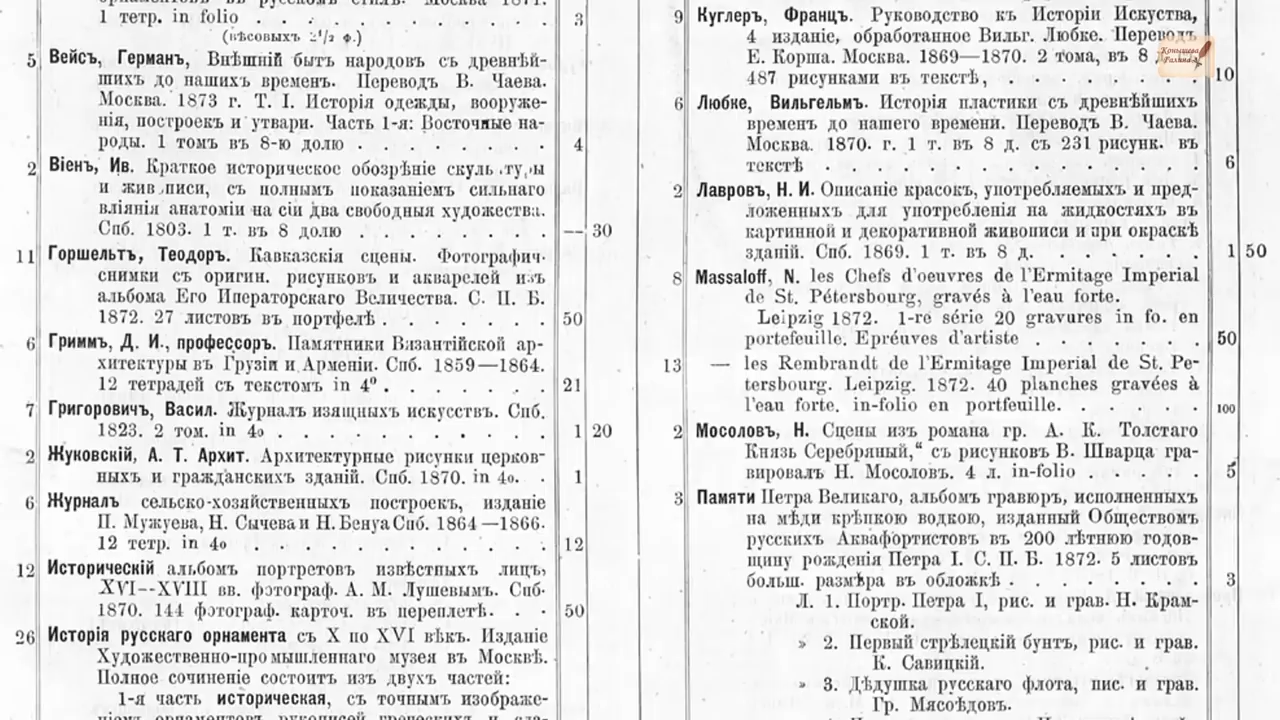 1 тетр. in folio . . . . . . . . . . 3
(вѣсовыхъ 2½ ф.)
5 Вейсъ, Германъ. Внѣшній бытъ народовъ съ древнѣй-
шихъ до нашихъ временъ. Переводъ В. Чаева.
Москва. 1873 г. Т. I. Исторія одежды, вооруже-
нія, построекъ и утвари. Часть 1-я: Восточные на-
роды. 1 томъ въ 8-ю долю . . . . . . 4
2 Віенъ, Ив. Краткое историческое обозрѣніе скуль туры
и живописи, съ полнымъ показаніемъ сильнаго
вліянія анатоміи на сіи два свободныя художества.
Спб. 1803. 1 т. въ 8 долю . . . . . . — 30
11 Горшельтъ, Теодоръ. Кавказскія сцены. Фотографич-
снимки съ оригин. рисунковъ и акварелей изъ
альбома Его Иператорскаго Величества. С. П. Б.
1872. 27 листовъ въ портфелѣ . . . . . . 50
6 Гриммъ, Д. И., профессоръ. Памятники Византійской ар-
хитектуры въ Грузіи и Арменіи. Спб. 1859—1864.
12 тетрадей съ текстомъ in 4⁰ . . . . . . 21
7 Григоровичъ, Васил. Журналъ изящныхъ искусствъ. Спб.
1823. 2 том. in 4о . . . . . . . . 1 20
2 Жуковскій, А. Т. Архит. Архитектурные рисунки церков-
ныхъ и гражданскихъ зданій. Спб. 1870. in 4о. . 1
6 Журналъ сельско-хозяйственныхъ построекъ, изданіе
П. Мужуева, Н. Сычева и Н. Бенуа Спб. 1864—1866.
12 тетр. in 4о . . . . . . . . . 12
12 Историческій альбомъ портретовъ извѣстныхъ лицъ,
XVI—XVIII вв. фотограф. А. М. Лушевымъ. Спб.
1870. 144 фотограф. карточ. въ переплетѣ. . . 50
26 Исторія русскаго орнамента съ X по XVI вѣкъ. Изданіе
Художественно-промышленнаго музея въ Москвѣ.
Полное сочиненіе состоитъ изъ двухъ частей:
1-я часть историческая, съ точнымъ изображе-
9 Куглеръ, Францъ. Руководство къ Исторіи Искуства,
4 изданіе, обработанное Вильг. Любке. Переводъ
Е. Корша. Москва. 1869—1870. 2 тома, въ 8
487 рисунками въ текстѣ, . . . . . . . 10
6 Любке, Вильгельмъ. Исторія пластики съ древнѣйшихъ
временъ до нашего времени. Переводъ В. Чаева.
Москва. 1870. г. 1 т. въ 8 д. съ 231 рисунк. въ
текстѣ . . . . . . . . . . 6
2 Лавровъ, Н. И. Описаніе красокъ, употребляемыхъ и пред-
ложенныхъ для употребленія на жидкостяхъ въ
картинной и декоративной живописи и при окраскѣ
зданій. Спб. 1869. 1 т. въ 8 д. . . . . . 1 50
8 Massaloff, N. les Chefs d'oeuvres de l'Ermitage Imperial
de St. Pétersbourg, gravés à l'eau forte.
Leipzig 1872. 1-re série 20 gravures in fo. en
portefeuille. Epréuves d'artiste . . . . . . 50
13 — les Rembrandt de l'Ermitage Imperial de St. Pe-
tersbourg. Leipzig. 1872. 40 planches gravées à
l'eau forte. in-folio en portfeuille. . . . . . 100
2 Мосоловъ, Н. Сцены изъ романа гр. А. К. Толстаго
Князь Серебряный,“ съ рисунковъ В. Шварца гра-
вировалъ Н. Мосоловъ. 4 л. in-folio . . . . . 5
3 Памяти Петра Великаго, альбомъ гравюръ, исполненныхъ
на мѣди крѣпкою водкою, изданный Обществомъ
русскихъ Аквафортистовъ въ 200 лѣтнюю годов-
щину рожденія Петра I. С. П. Б. 1872. 5 листовъ
больш. размѣра въ обложкѣ . . . . . . 3
Л. 1. Портр. Петра I, рис. и грав. Н. Крам-
ской.
» 2. Первый стрѣлецкій бунтъ, рис. и грав.
К. Савицкій.
» 3. Дѣдушка русскаго флота, рис. и грав.
Гр. Мясоѣдовъ.